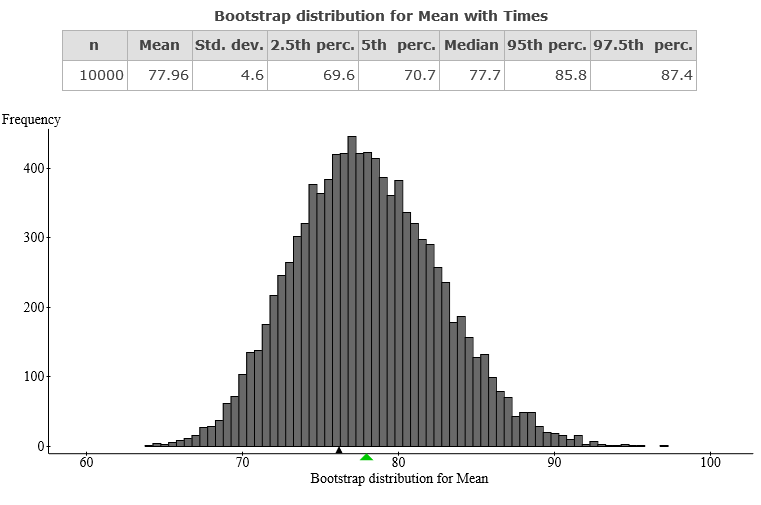 Bootstrap distribution for Mean with Times
n Mean Std. dev. 2.5th perc. 5th perc. Median 95th perc. 97.5th perc.
10000 77.96 4.6 69.6 70.7 77.7 85.8 87.4
Frequency
400
300
200
100
0
60 70 80 90 100
Bootstrap distribution for Mean